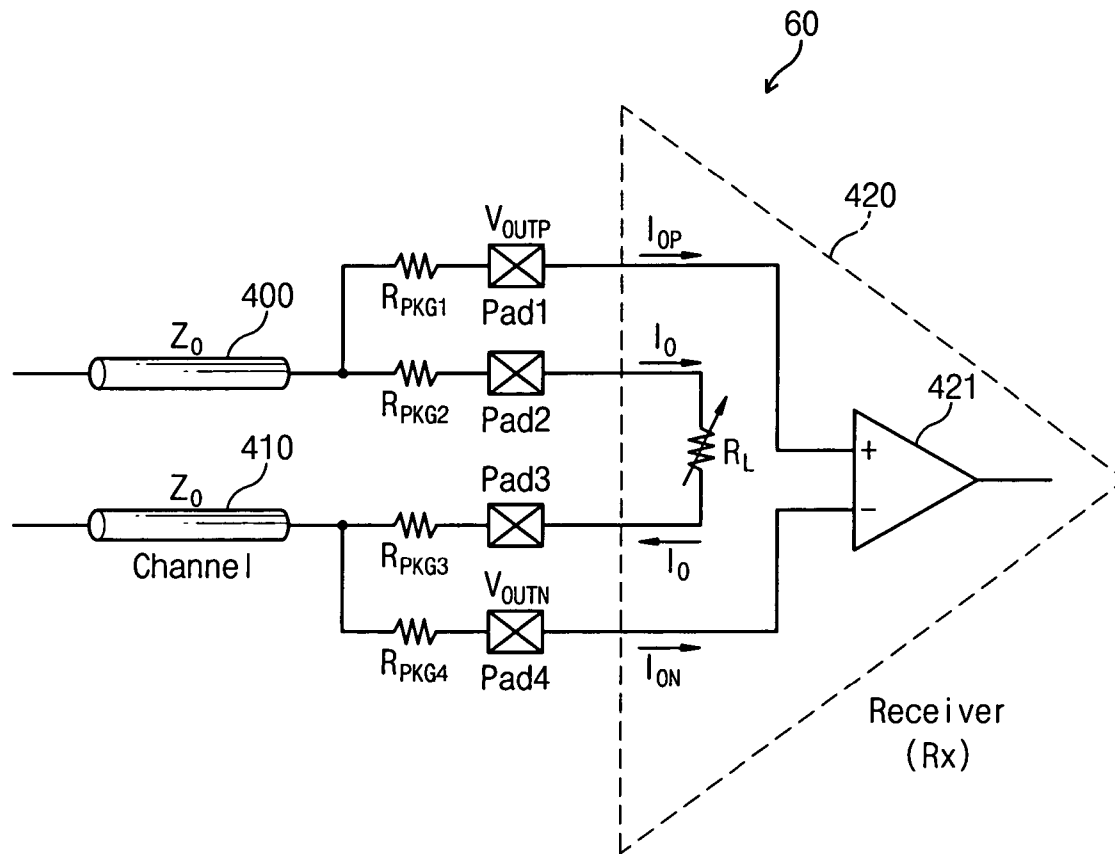 60
420
V_OUTP
I_OP
R_PKG1
Pad1
400
Z_0
I_0
R_PKG2
Pad2
421
+
R_L
410
Z_0
Pad3
−
Channel
R_PKG3
I_0
V_OUTN
R_PKG4
Pad4
I_ON
Receiver
(Rx)